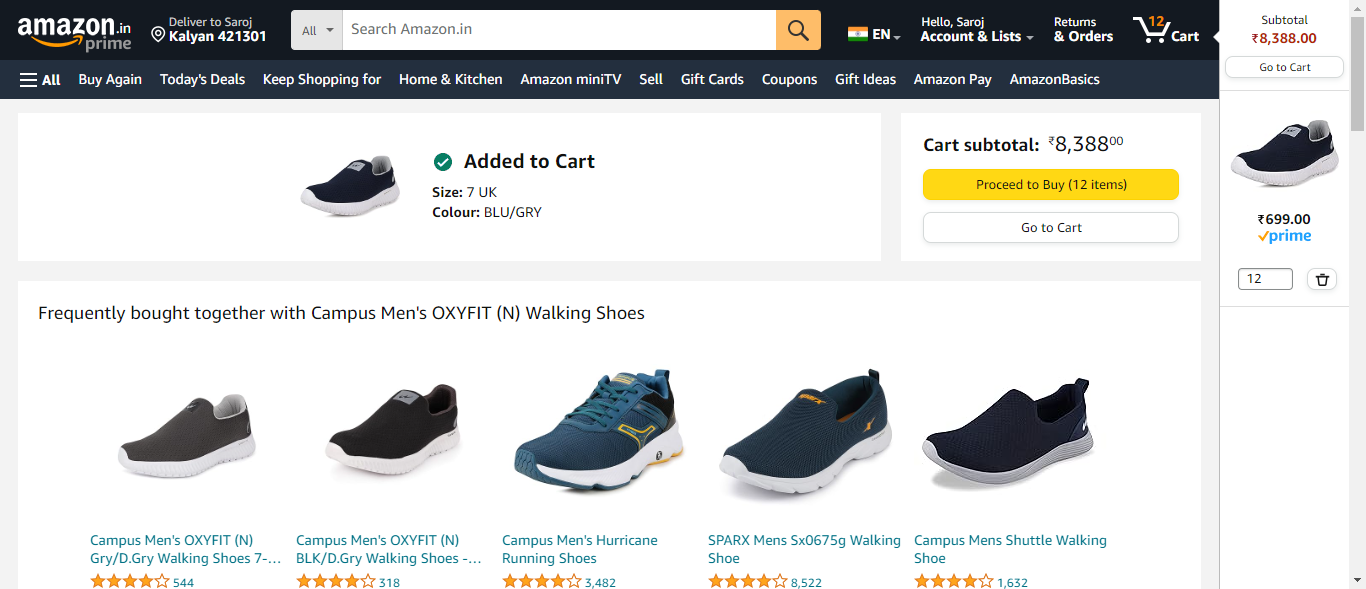 amazon.in
prime
Deliver to Saroj
Kalyan 421301
All
Search Amazon.in
EN
Hello, Saroj
Account & Lists
Returns
& Orders
12
Cart
All
Buy Again
Today's Deals
Keep Shopping for
Home & Kitchen
Amazon miniTV
Sell
Gift Cards
Coupons
Gift Ideas
Amazon Pay
AmazonBasics
Subtotal
₹8,388.00
Go to Cart
₹699.00
prime
12
Added to Cart
Size: 7 UK
Colour: BLU/GRY
Cart subtotal: ₹8,38800
Proceed to Buy (12 items)
Go to Cart
Frequently bought together with Campus Men's OXYFIT (N) Walking Shoes
Campus Men's OXYFIT (N)
Gry/D.Gry Walking Shoes 7-...
544
Campus Men's OXYFIT (N)
BLK/D.Gry Walking Shoes -...
318
Campus Men's Hurricane
Running Shoes
3,482
SPARX Mens Sx0675g Walking
Shoe
8,522
Campus Mens Shuttle Walking
Shoe
1,632